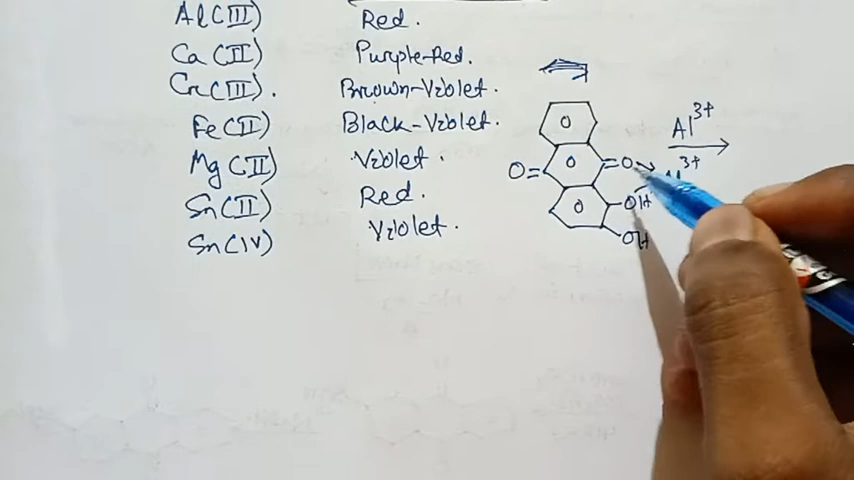 Al(III) Red.
Ca(II) Purple-Red.
Cr(III). Brown-Violet.
Fe(II) Black-Violet.
Mg(II) Violet.
Sn(II) Red.
Sn(IV) Violet.
O
O= O =O
O OH
OH
Al3+
3+